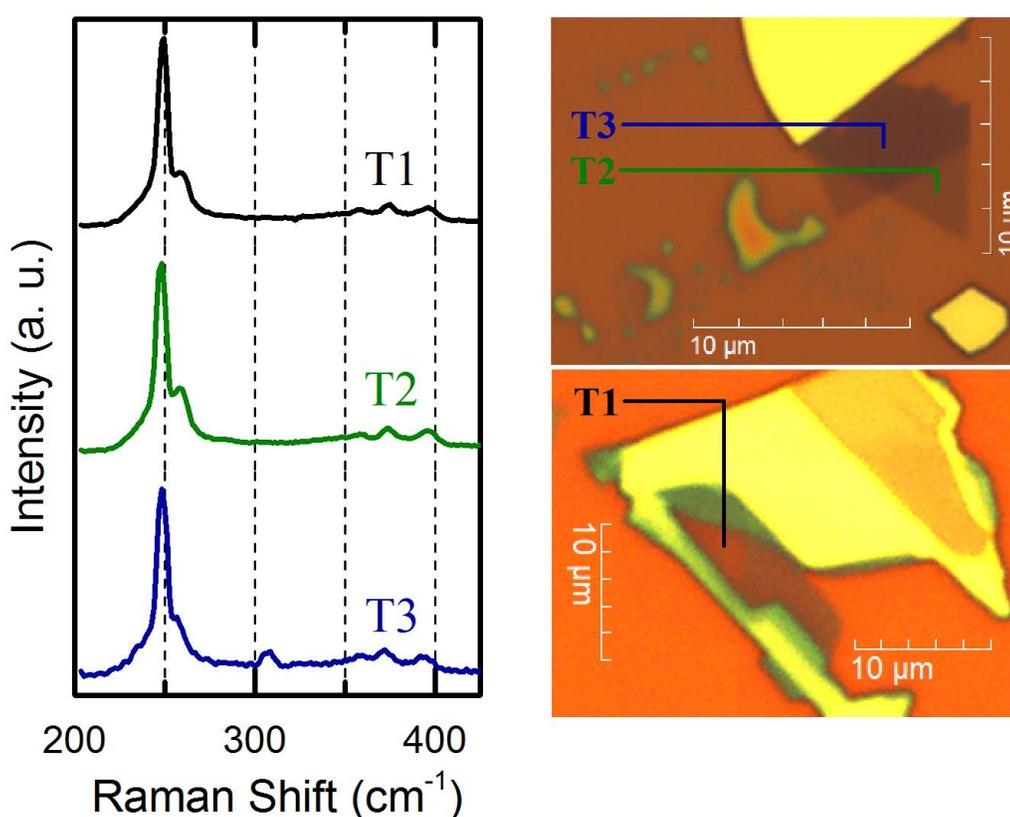 Intensity (a. u.)
T1
T2
T3
200
300
400
Raman Shift (cm⁻¹)
T3
T2
10 µm
10 µm
T1
10 µm
10 µm